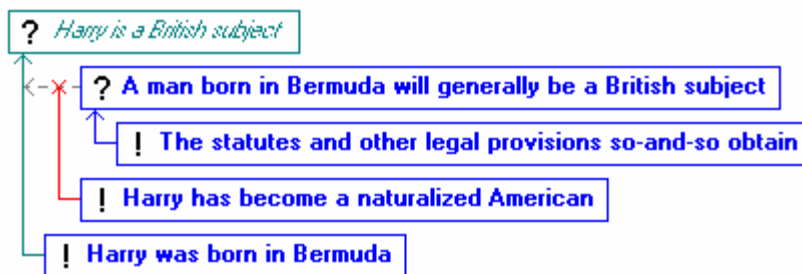 ? Harry is a British subject
? A man born in Bermuda will generally be a British subject
! The statutes and other legal provisions so-and-so obtain
! Harry has become a naturalized American
! Harry was born in Bermuda